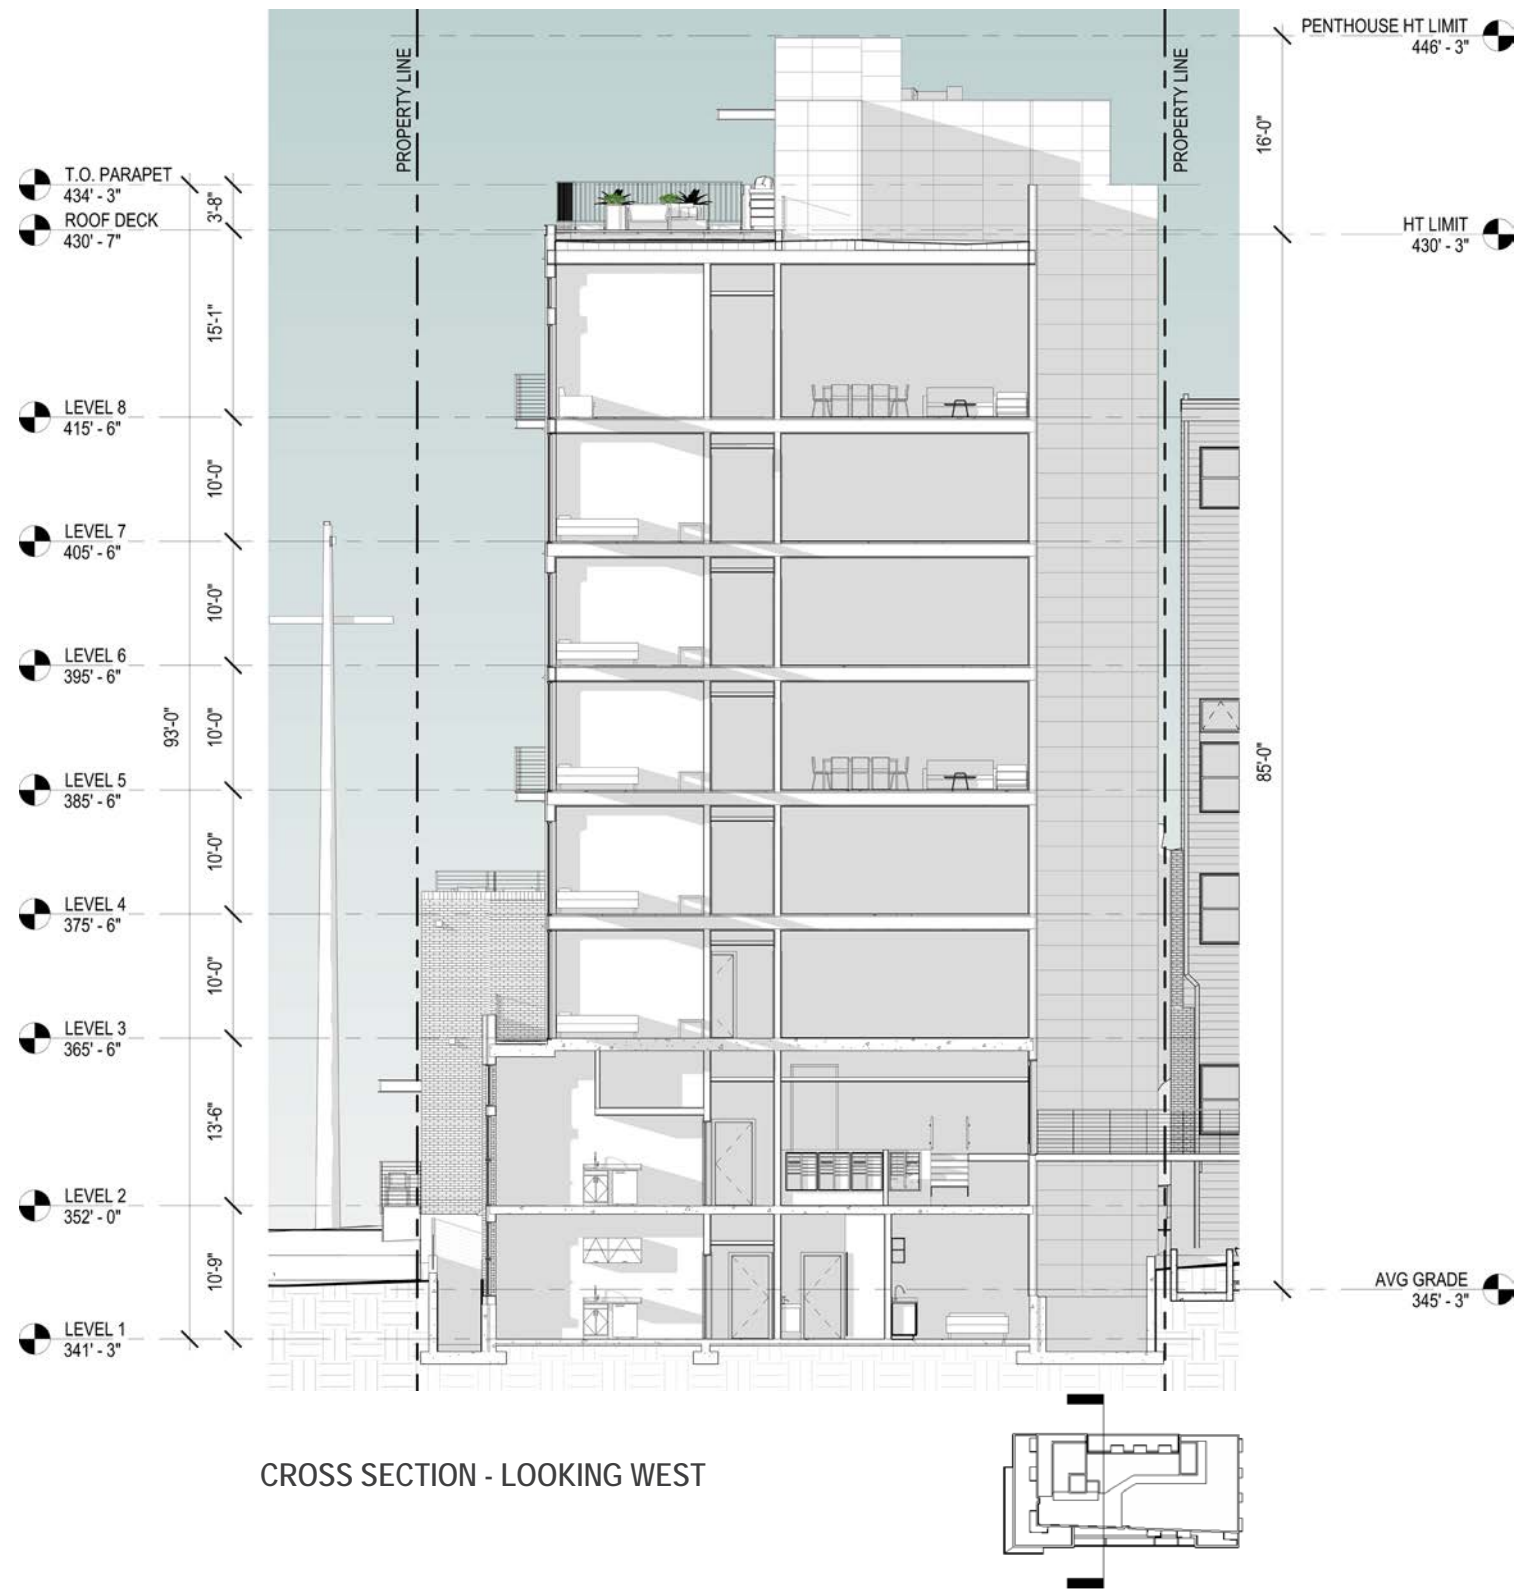 PENTHOUSE HT LIMIT
446' - 3"
PROPERTY LINE
PROPERTY LINE
16'-0"
T.O. PARAPET
434' - 3"
3'-8"
ROOF DECK
430' - 7"
HT LIMIT
430' - 3"
15'-1"
LEVEL 8
415' - 6"
10'-0"
LEVEL 7
405' - 6"
10'-0"
LEVEL 6
395' - 6"
93'-0"
10'-0"
85'-0"
LEVEL 5
385' - 6"
10'-0"
LEVEL 4
375' - 6"
10'-0"
LEVEL 3
365' - 6"
13'-6"
LEVEL 2
352' - 0"
10'-9"
AVG GRADE
345' - 3"
LEVEL 1
341' - 3"
CROSS SECTION - LOOKING WEST